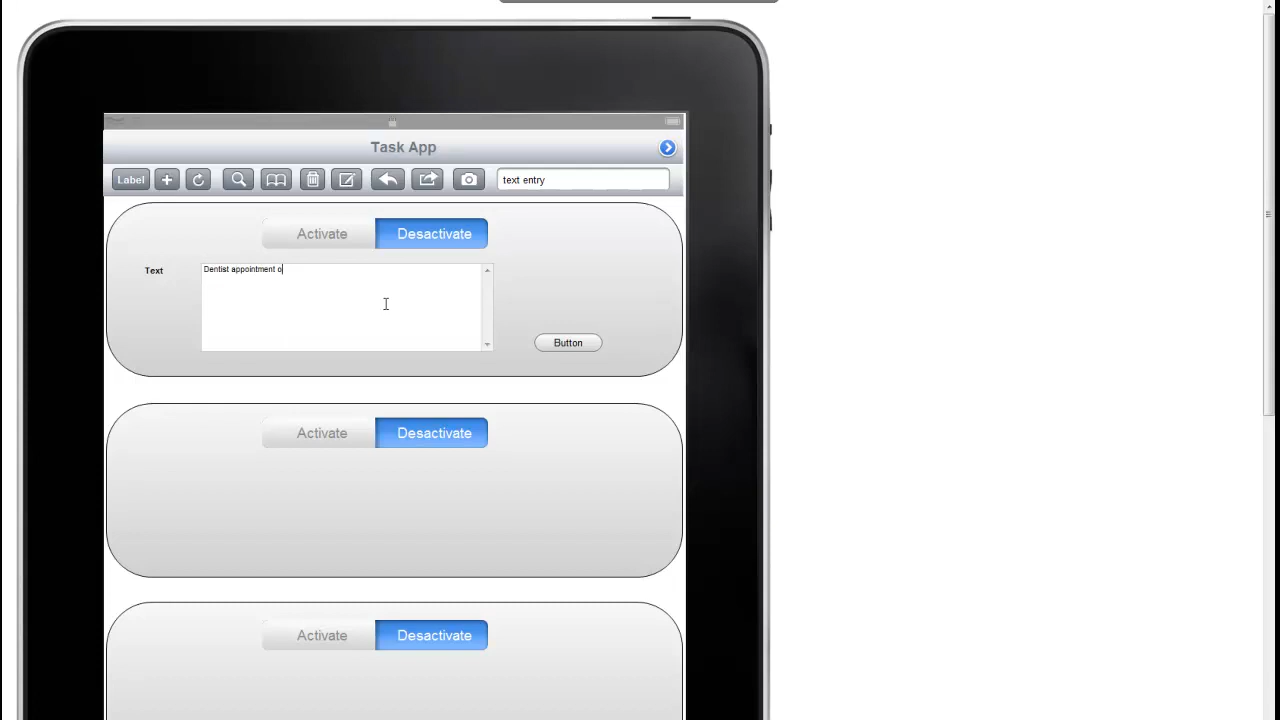 Task App
Label
text entry
Activate Desactivate
Text
Dentist appointment o
Button
Activate Desactivate
Activate Desactivate